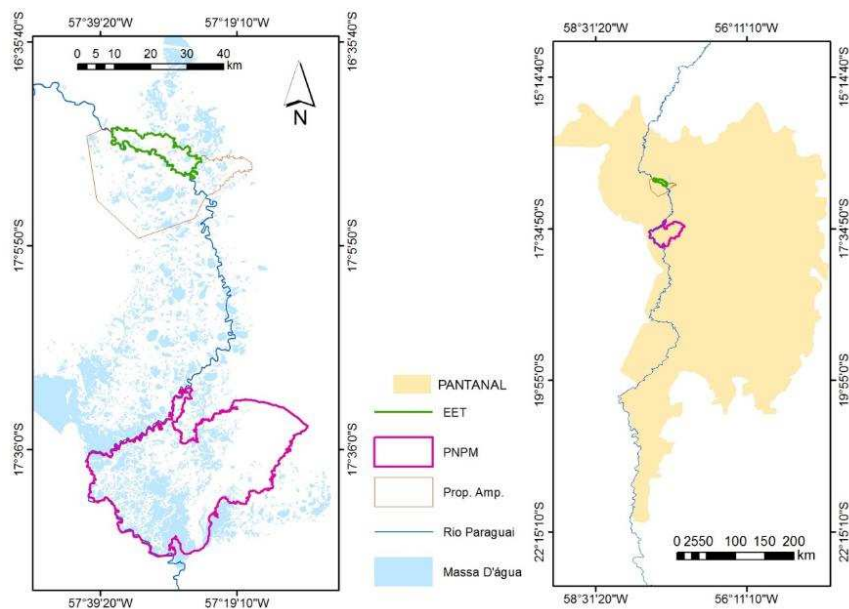 57°39'20"W 57°19'10"W
16°35'40"S
0 5 10 20 30 40
km
N
17°5'50"S
17°36'0"S
57°39'20"W 57°19'10"W
16°35'40"S
17°5'50"S
17°36'0"S
PANTANAL
EET
PNPM
Prop. Amp.
Rio Paraguai
Massa D'água
58°31'20"W 56°11'10"W
15°14'40"S
17°34'50"S
19°55'0"S
22°15'10"S
15°14'40"S
17°34'50"S
19°55'0"S
22°15'10"S
0 2550 100 150 200
km
58°31'20"W 56°11'10"W